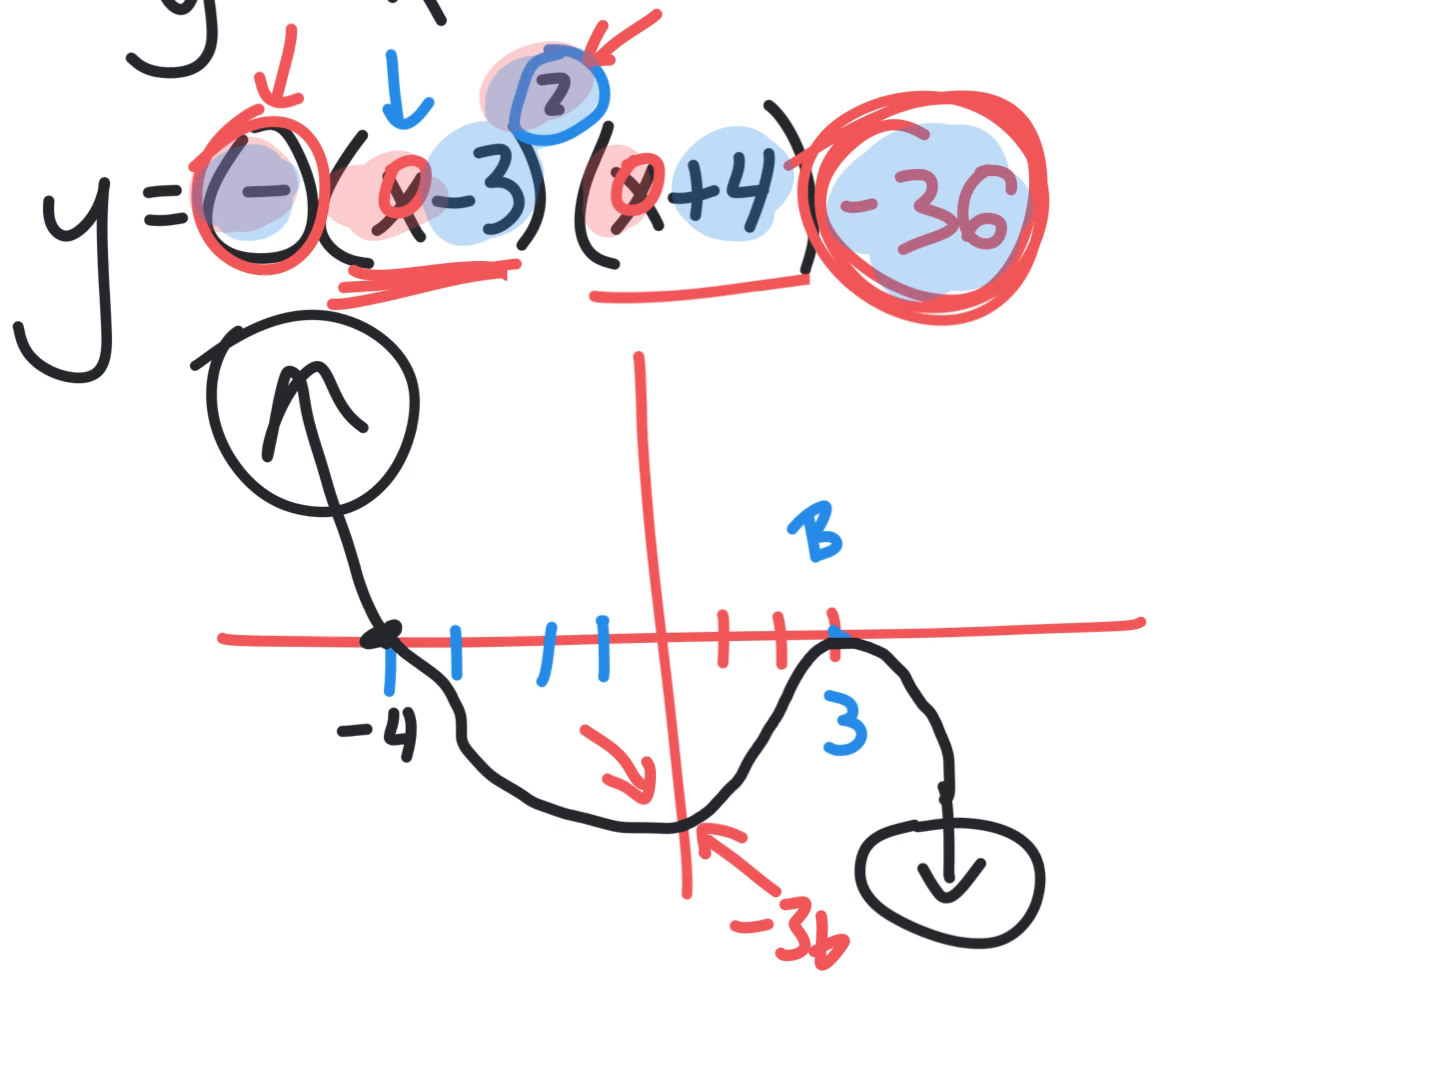 y = (-)(x-3)² (x+4) -36
B
-4
3
-36